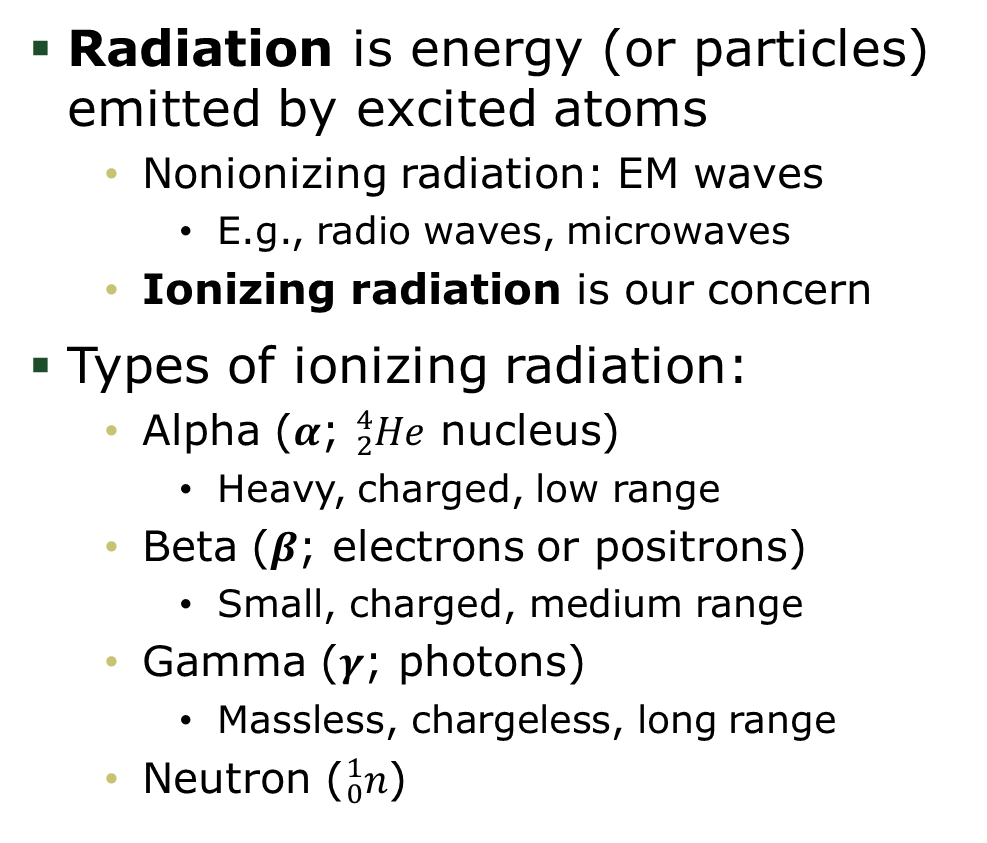 ▪ Radiation is energy (or particles)
emitted by excited atoms
• Nonionizing radiation: EM waves
• E.g., radio waves, microwaves
• Ionizing radiation is our concern
▪ Types of ionizing radiation:
• Alpha (α; ⁴₂He nucleus)
• Heavy, charged, low range
• Beta (β; electrons or positrons)
• Small, charged, medium range
• Gamma (γ; photons)
• Massless, chargeless, long range
• Neutron (¹₀n)